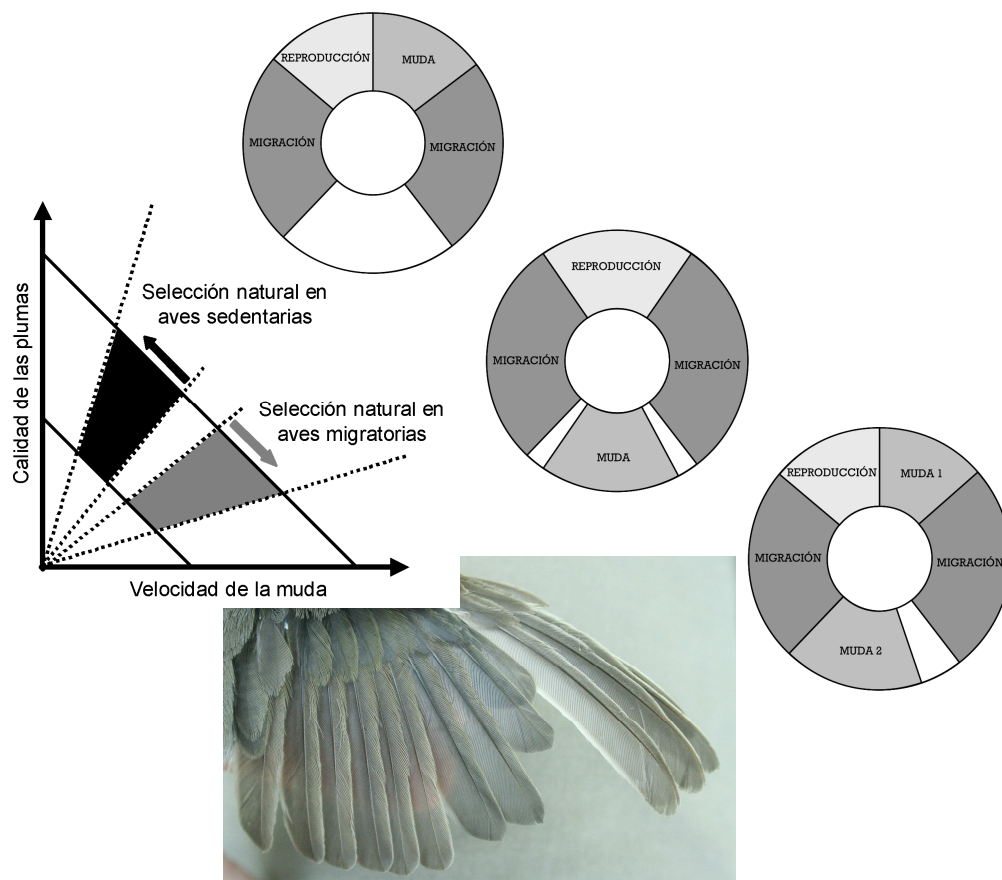 REPRODUCCIÓN
MUDA
MIGRACIÓN
MIGRACIÓN
Calidad de las plumas
Selección natural en
aves sedentarias
Selección natural en
aves migratorias
Velocidad de la muda
REPRODUCCIÓN
MIGRACIÓN
MIGRACIÓN
MUDA
REPRODUCCIÓN
MUDA 1
MIGRACIÓN
MIGRACIÓN
MUDA 2